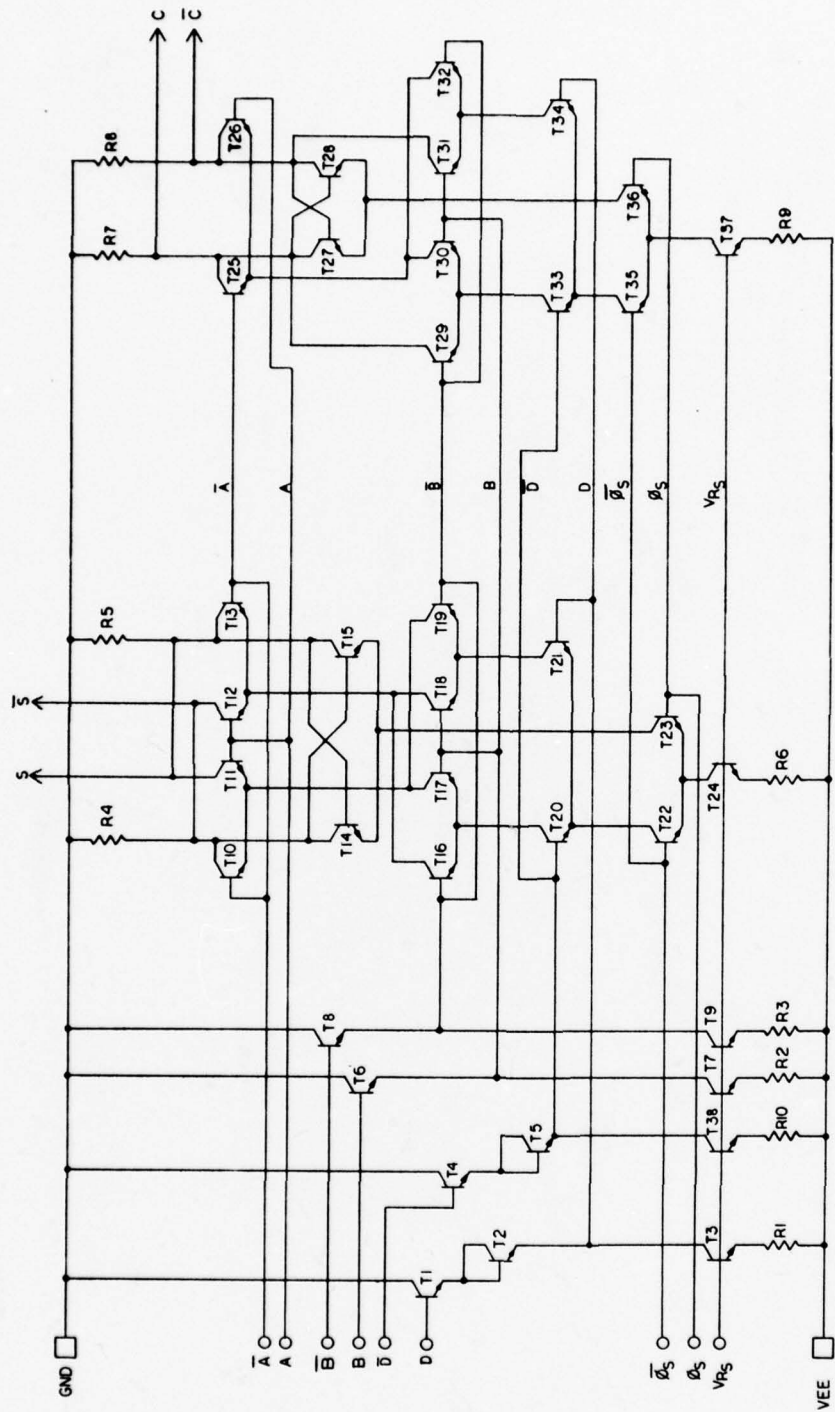 GND
A̅
A
B̅
B
D̅
D
∅̅S
∅S
VRS
VEE
T1
T2
T3
R1
T4
T5
T38
R10
T6
T7
R2
T8
T9
R3
S
S̅
R4
R5
T10
T11
T12
T13
T14
T15
T16
T17
T18
T19
T20
T21
T22
T23
T24
R6
A̅
A
B̅
B
D̅
D
∅̅S
∅S
VRS
R7
R8
C
C̅
T25
T26
T27
T28
T29
T30
T31
T32
T33
T34
T35
T36
T37
R9